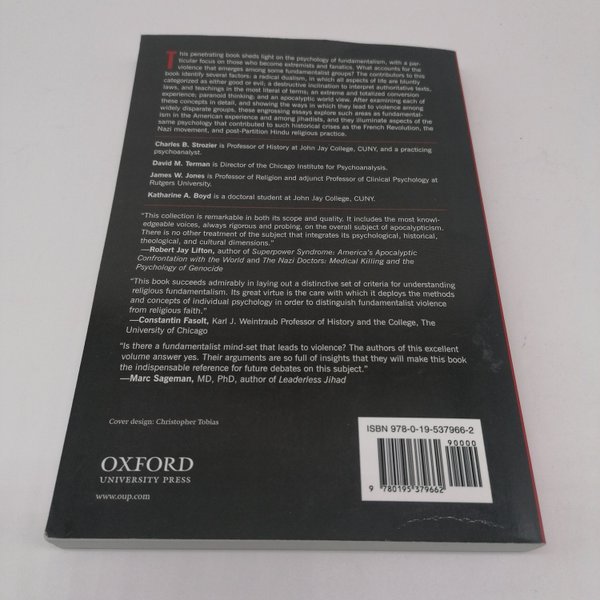 This penetrating book sheds light on the psychology of fundamentalism, with a par-
ticular focus on those who become extremists and fanatics. What accounts for the
violence that emerges among some fundamentalist groups? The contributors to this
book identify several factors: a radical dualism, in which all aspects of life are bluntly
categorized as either good or evil; a destructive inclination to interpret authoritative texts,
laws, and teachings in the most literal of terms; an extreme and totalized conversion
experience; paranoid thinking; and an apocalyptic world view. After examining each of
these concepts in detail, and showing the ways in which they lead to violence among
widely disparate groups, these engrossing essays explore such areas as fundamental-
ism in the American experience and among jihadists, and they illuminate aspects of the
same psychology that contributed to such historical crises as the French Revolution, the
Nazi movement, and post-Partition Hindu religious practice.
Charles B. Strozier is Professor of History at John Jay College, CUNY, and a practicing
psychoanalyst.
David M. Terman is Director of the Chicago Institute for Psychoanalysis.
James W. Jones is Professor of Religion and adjunct Professor of Clinical Psychology at
Rutgers University.
Katharine A. Boyd is a doctoral student at John Jay College, CUNY.
"This collection is remarkable in both its scope and quality. It includes the most knowl-
edgeable voices, always rigorous and probing, on the overall subject of apocalypticism.
There is no other treatment of the subject that integrates its psychological, historical,
theological, and cultural dimensions."
—Robert Jay Lifton, author of Superpower Syndrome: America's Apocalyptic
Confrontation with the World and The Nazi Doctors: Medical Killing and the
Psychology of Genocide
"This book succeeds admirably in laying out a distinctive set of criteria for understanding
religious fundamentalism. Its great virtue is the care with which it deploys the methods
and concepts of individual psychology in order to distinguish fundamentalist violence
from religious faith."
—Constantin Fasolt, Karl J. Weintraub Professor of History and the College, The
University of Chicago
"Is there a fundamentalist mind-set that leads to violence? The authors of this excellent
volume answer yes. Their arguments are so full of insights that they will make this book
the indispensable reference for future debates on this subject."
—Marc Sageman, MD, PhD, author of Leaderless Jihad
Cover design: Christopher Tobias
OXFORD
UNIVERSITY PRESS
www.oup.com
ISBN 978-0-19-537966-2
90000
9 780195 379662